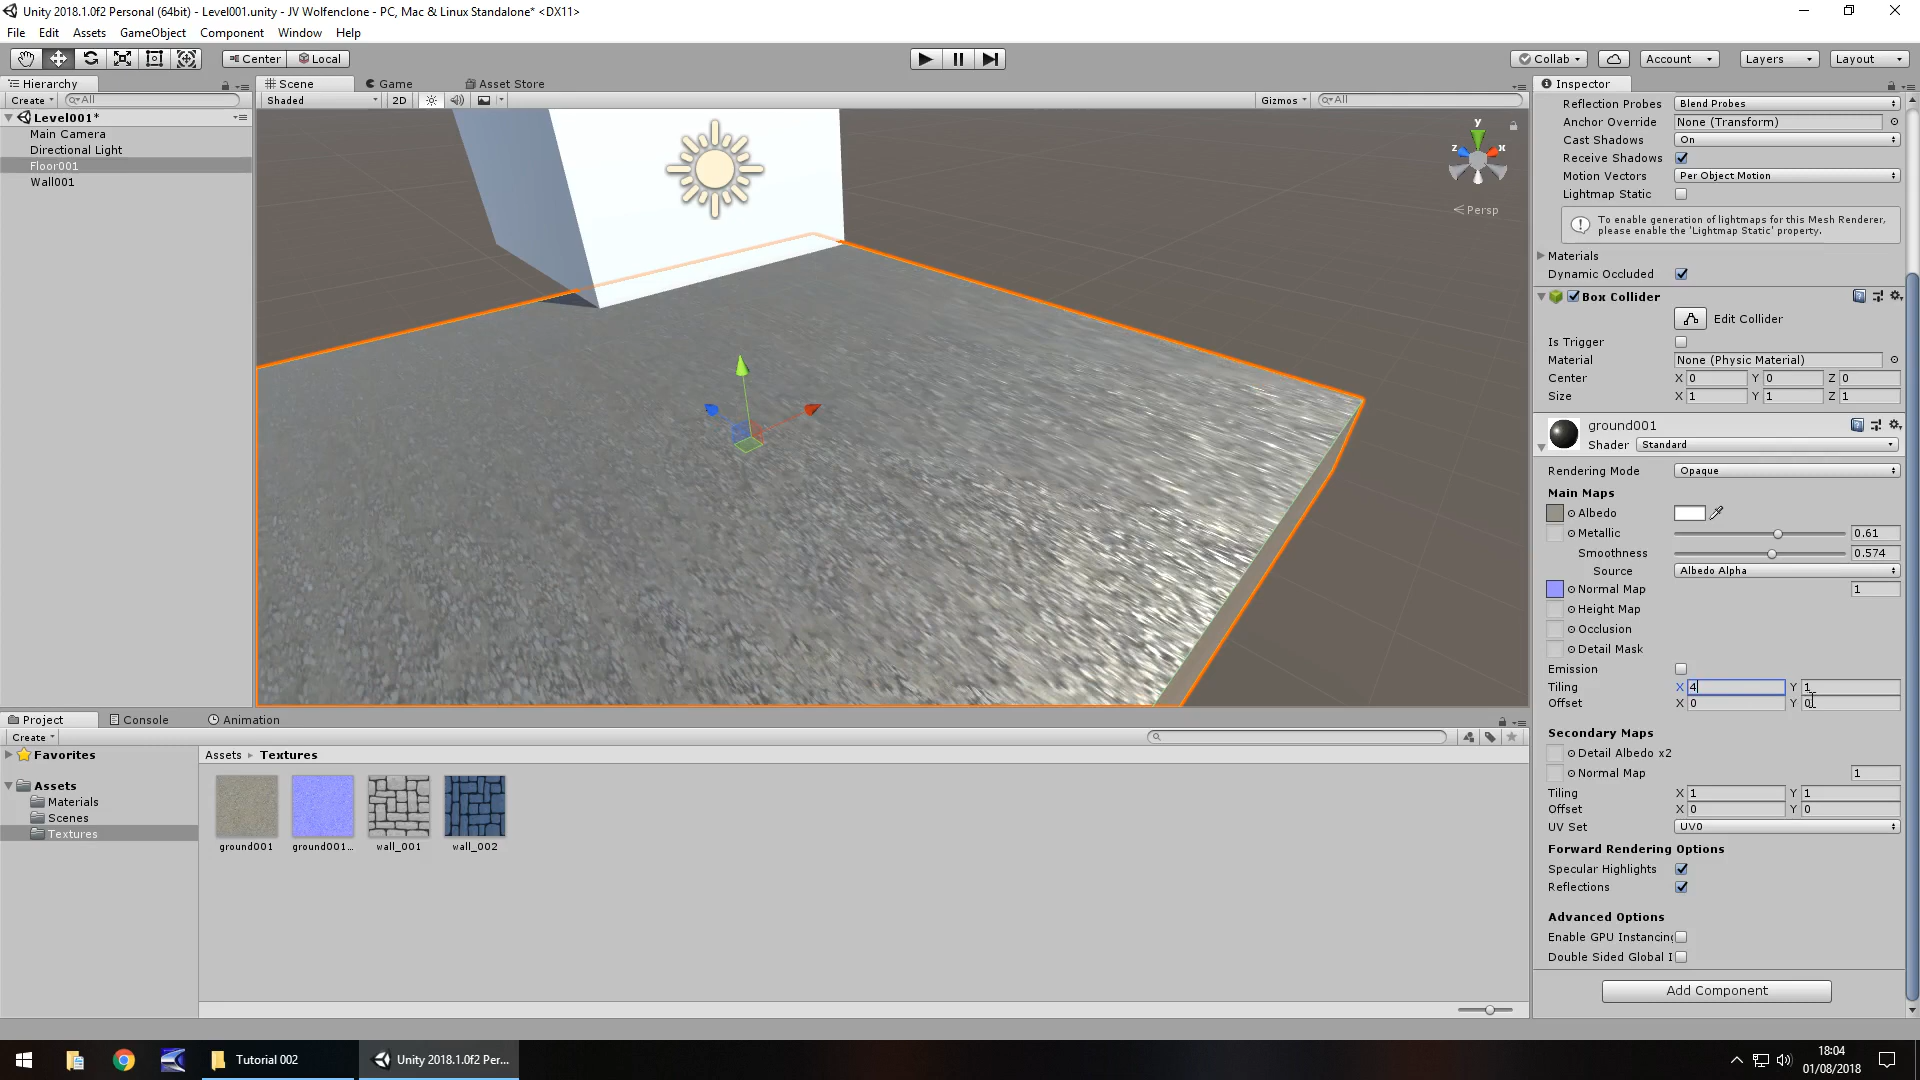 Unity 2018.1.0f2 Personal (64bit) - Level001.unity - JV Wolfenclone - PC, Mac & Linux Standalone* <DX11>
File Edit Assets GameObject Component Window Help
Center Local
Collab Account Layers Layout
Hierarchy
Create All
Level001*
Main Camera
Directional Light
Floor001
Wall001
Scene Game Asset Store
Shaded 2D Gizmos All
y
z x
Persp
Inspector
Reflection Probes Blend Probes
Anchor Override None (Transform)
Cast Shadows On
Receive Shadows
Motion Vectors Per Object Motion
Lightmap Static
To enable generation of lightmaps for this Mesh Renderer,
please enable the 'Lightmap Static' property.
Materials
Dynamic Occluded
Box Collider
Edit Collider
Is Trigger
Material None (Physic Material)
Center X 0 Y 0 Z 0
Size X 1 Y 1 Z 1
ground001
Shader Standard
Rendering Mode Opaque
Main Maps
Albedo
Metallic 0.61
Smoothness 0.574
Source Albedo Alpha
Normal Map 1
Height Map
Occlusion
Detail Mask
Emission
Tiling X 4 Y 1
Offset X 0 Y 0
Secondary Maps
Detail Albedo x2
Normal Map 1
Tiling X 1 Y 1
Offset X 0 Y 0
UV Set UV0
Forward Rendering Options
Specular Highlights
Reflections
Advanced Options
Enable GPU Instancing
Double Sided Global I
Add Component
Project Console Animation
Create
Favorites
Assets
Materials
Scenes
Textures
Assets Textures
ground001 ground001... wall_001 wall_002
Tutorial 002
Unity 2018.1.0f2 Per...
18:04
01/08/2018